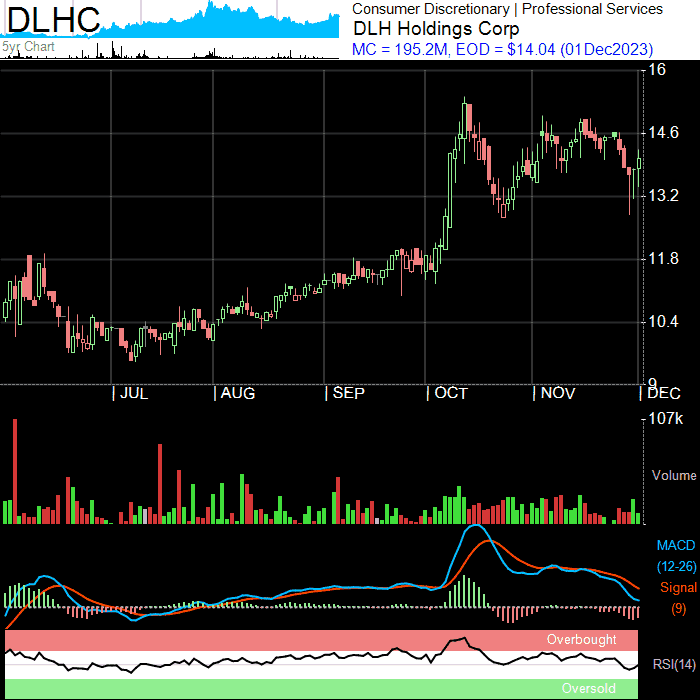 DLHC
5yr Chart
Consumer Discretionary | Professional Services
DLH Holdings Corp
MC = 195.2M, EOD = $14.04 (01Dec2023)
16
14.6
13.2
11.8
10.4
9
JUL AUG SEP OCT NOV DEC
107k
Volume
MACD
(12-26)
Signal
(9)
Overbought
RSI(14)
Oversold